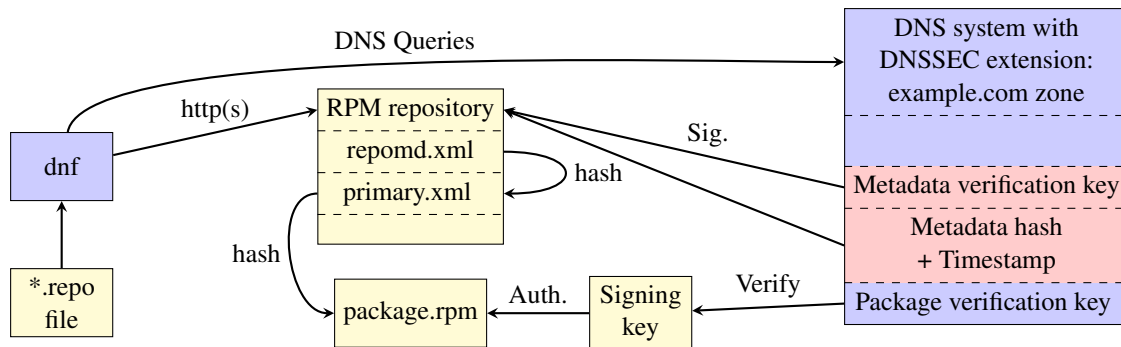 DNS Queries
http(s)
dnf
*.repo
file
RPM repository
repomd.xml
primary.xml
hash
hash
package.rpm
Auth.
Signing
key
Verify
Sig.
DNS system with
DNSSEC extension:
example.com zone
Metadata verification key
Metadata hash
+ Timestamp
Package verification key